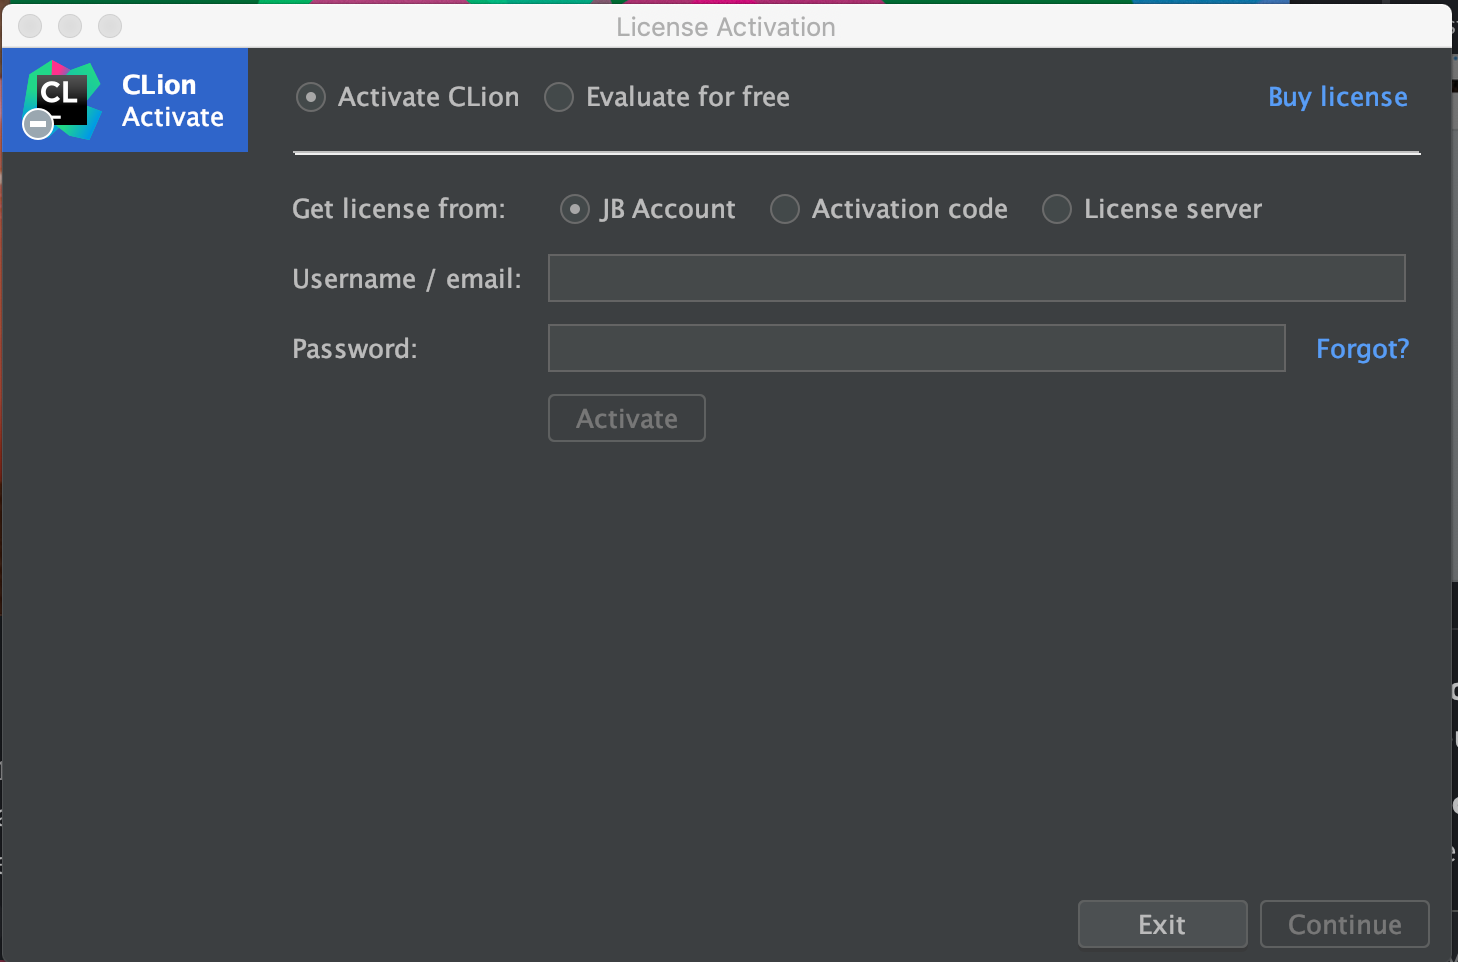 License Activation
CL
CLion
Activate
Activate CLion Evaluate for free Buy license
Get license from: JB Account Activation code License server
Username / email:
Password: Forgot?
Activate
Exit Continue